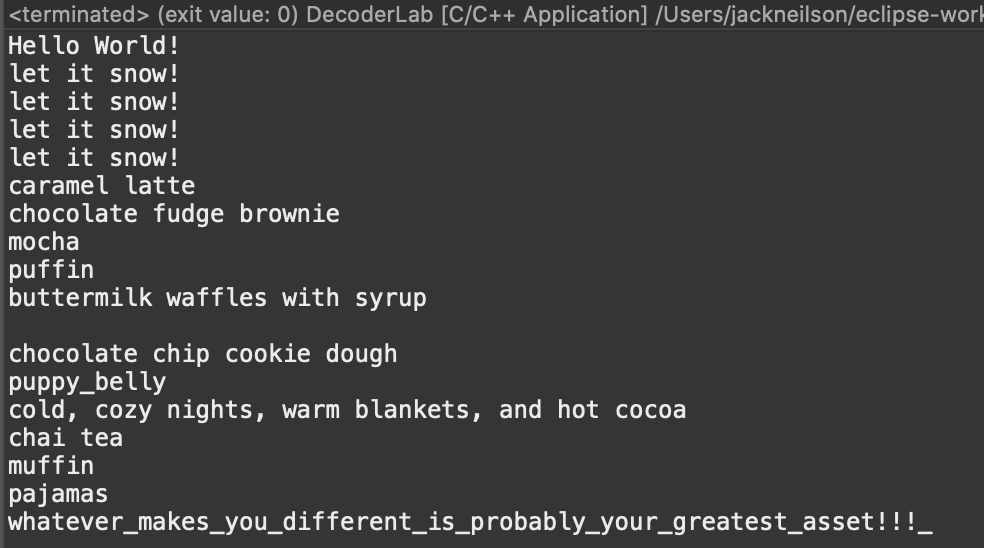 <terminated> (exit value: 0) DecoderLab [C/C++ Application] /Users/jackneilson/eclipse-work
Hello World!
let it snow!
let it snow!
let it snow!
let it snow!
caramel latte
chocolate fudge brownie
mocha
puffin
buttermilk waffles with syrup

chocolate chip cookie dough
puppy_belly
cold, cozy nights, warm blankets, and hot cocoa
chai tea
muffin
pajamas
whatever_makes_you_different_is_probably_your_greatest_asset!!!_